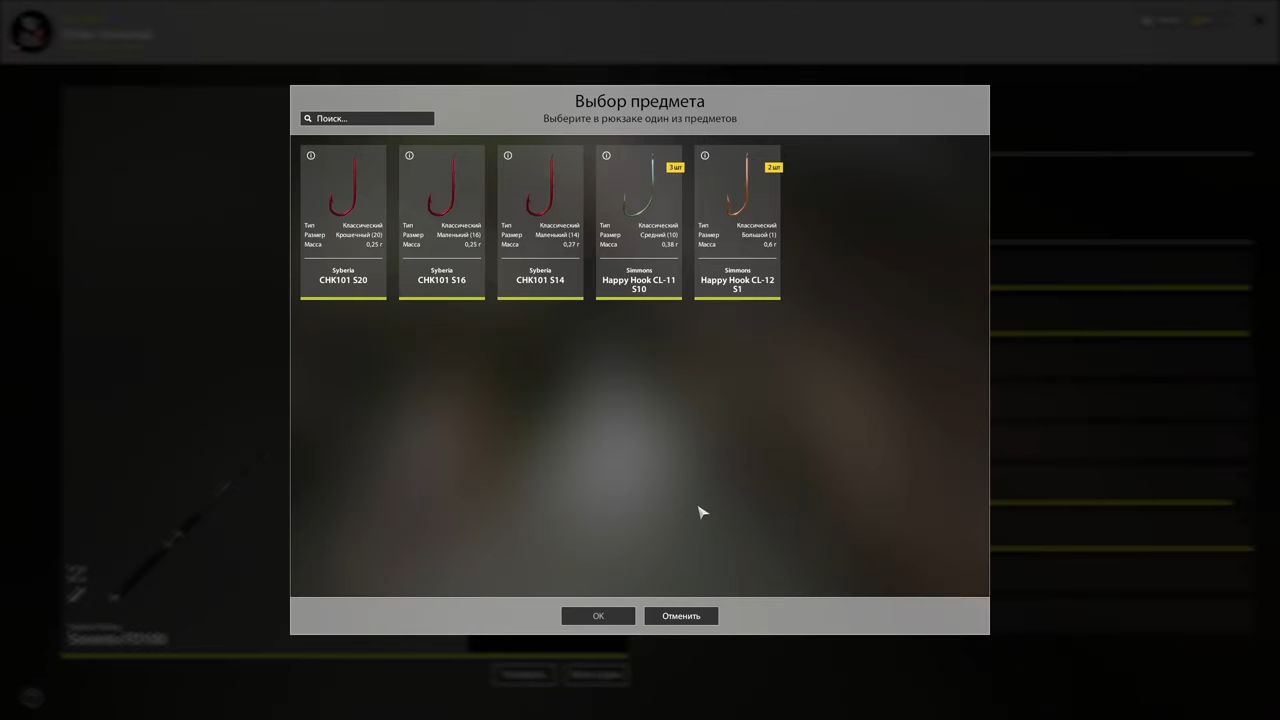 Выбор предмета
Поиск...
Выберите в рюкзаке один из предметов
Тип Классический
Размер Крошечный (20)
Масса 0,25 г
Syberia
CHK101 S20
Тип Классический
Размер Маленький (16)
Масса 0,25 г
Syberia
CHK101 S16
Тип Классический
Размер Маленький (14)
Масса 0,27 г
Syberia
CHK101 S14
3 шт
Тип Классический
Размер Средний (10)
Масса 0,38 г
Simmons
Happy Hook CL-11
S10
2 шт
Тип Классический
Размер Большой (1)
Масса 0,6 г
Simmons
Happy Hook CL-12
S1
OK
Отменить